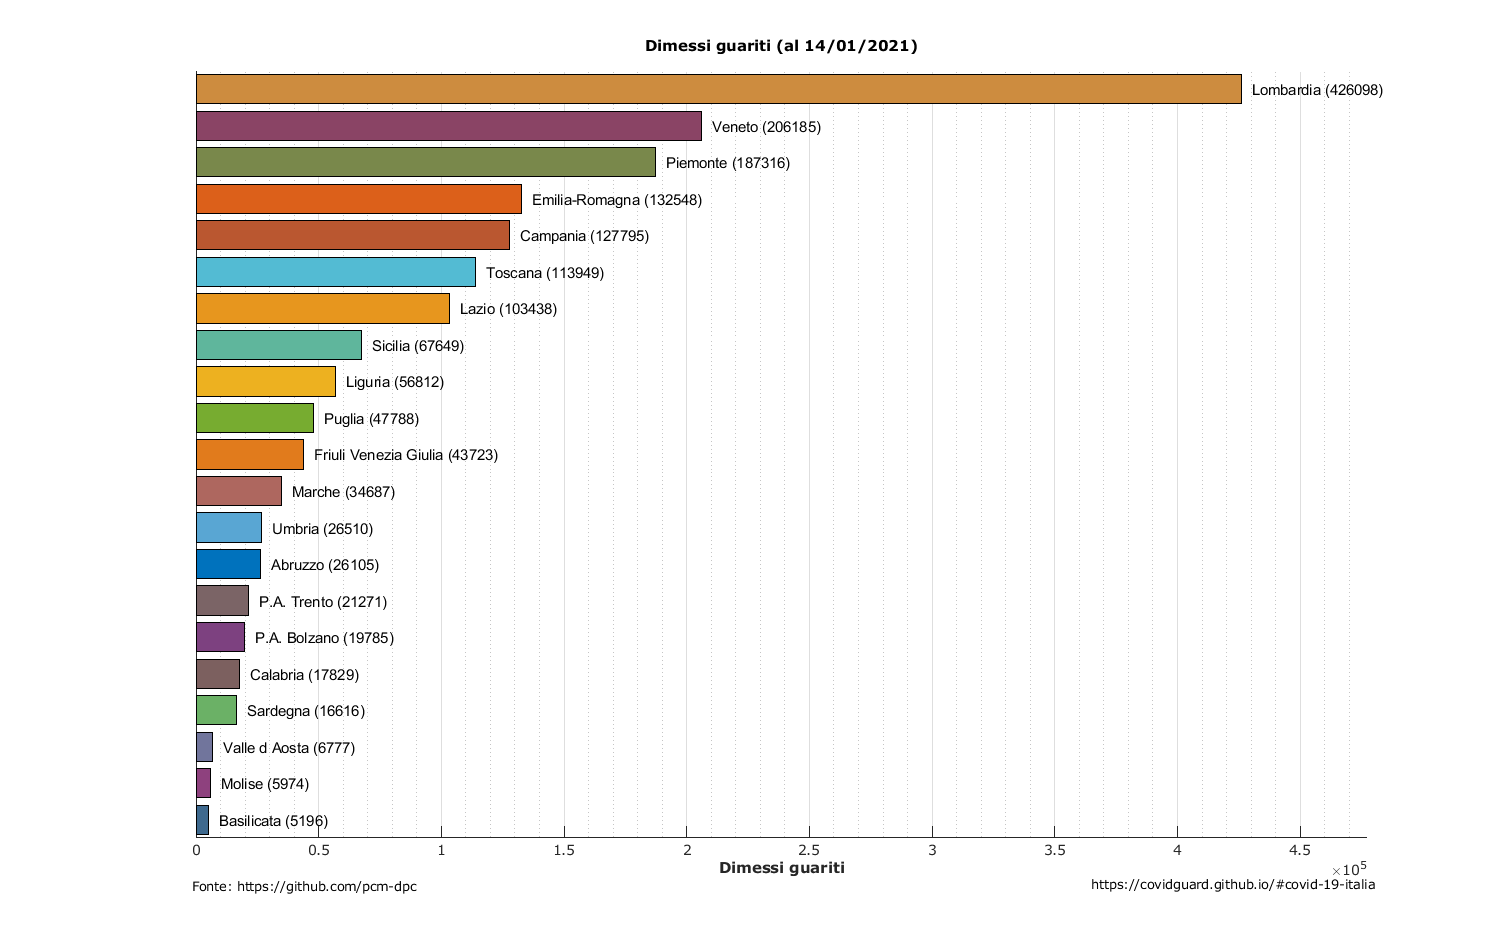 Dimessi guariti (al 14/01/2021)
Lombardia (426098)
Veneto (206185)
Piemonte (187316)
Emilia-Romagna (132548)
Campania (127795)
Toscana (113949)
Lazio (103438)
Sicilia (67649)
Liguria (56812)
Puglia (47788)
Friuli Venezia Giulia (43723)
Marche (34687)
Umbria (26510)
Abruzzo (26105)
P.A. Trento (21271)
P.A. Bolzano (19785)
Calabria (17829)
Sardegna (16616)
Valle d Aosta (6777)
Molise (5974)
Basilicata (5196)
0 0.5 1 1.5 2 2.5 3 3.5 4 4.5
×10⁵
Dimessi guariti
Fonte: https://github.com/pcm-dpc
https://covidguard.github.io/#covid-19-italia